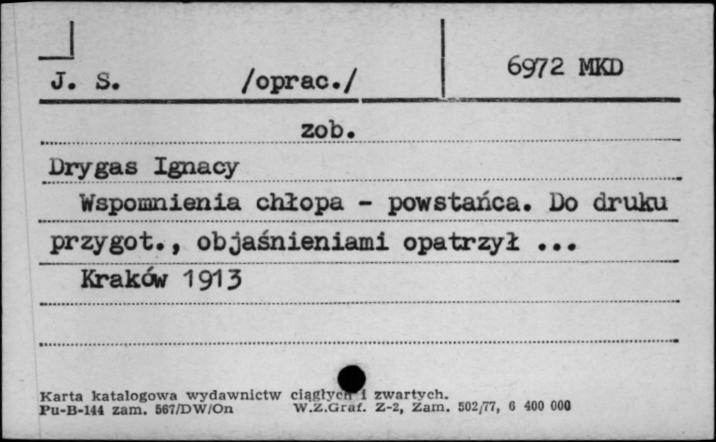 J. S. /oprac./ 6972 MKD
zob.
Drygas Ignacy
Wspomnienia chłopa - powstańca. Do druku
przygot., objaśnieniami opatrzył ...
Kraków 1913
Karta katalogowa wydawnictw ciągłych i zwartych.
Pu-B-144 zam. 567/DW/On W.Z.Graf. Z-2, Zam. 502/77, 6 400 000